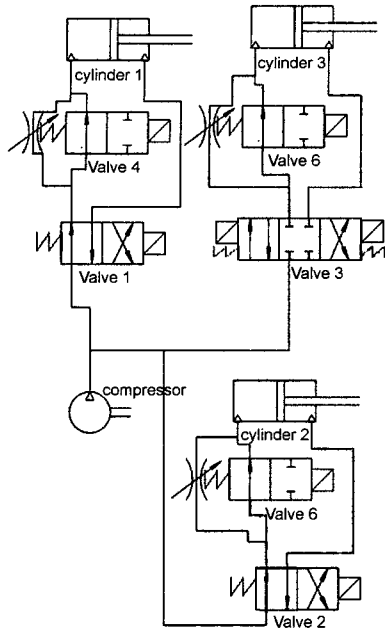 cylinder 1
cylinder 3
Valve 4
Valve 6
Valve 1
Valve 3
compressor
cylinder 2
Valve 6
Valve 2